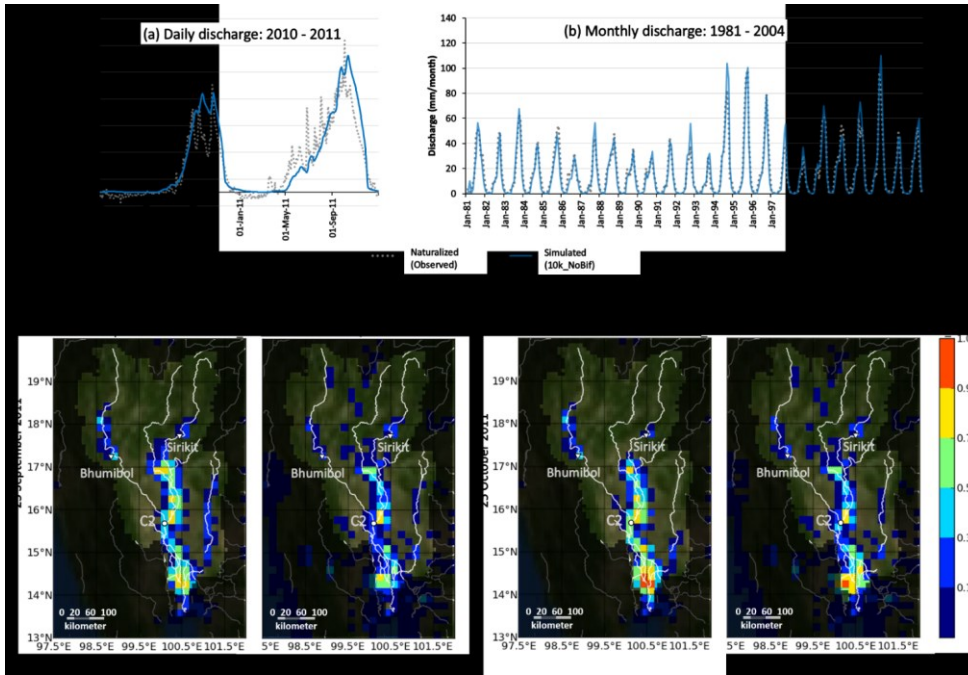 (a) Daily discharge: 2010 - 2011
(b) Monthly discharge: 1981 - 2004
Discharge (mm/month)
140
120
100
80
60
40
20
0
01-Jan-11
01-May-11
01-Sep-11
Jan-81
Jan-82
Jan-83
Jan-84
Jan-85
Jan-86
Jan-87
Jan-88
Jan-89
Jan-90
Jan-91
Jan-92
Jan-93
Jan-94
Jan-95
Jan-96
Jan-97
Naturalized
(Observed)
Simulated
(10k_NoBif)
19°N
18°N
17°N
16°N
15°N
14°N
13°N
Bhumibol
Sirikit
C2
0 20 60 100
kilometer
97.5°E 98.5°E 99.5°E 100.5°E 101.5°E
Bhumibol
Sirikit
C2
0 20 60 100
kilometer
5°E 98.5°E 99.5°E 100.5°E 101.5°E
October 2011
19°N
18°N
17°N
16°N
15°N
14°N
13°N
Bhumibol
Sirikit
C2
0 20 60 100
kilometer
97.5°E 98.5°E 99.5°E 100.5°E 101.5°E
Bhumibol
Sirikit
C2
0 20 60 100
kilometer
5°E 98.5°E 99.5°E 100.5°E 101.5°E